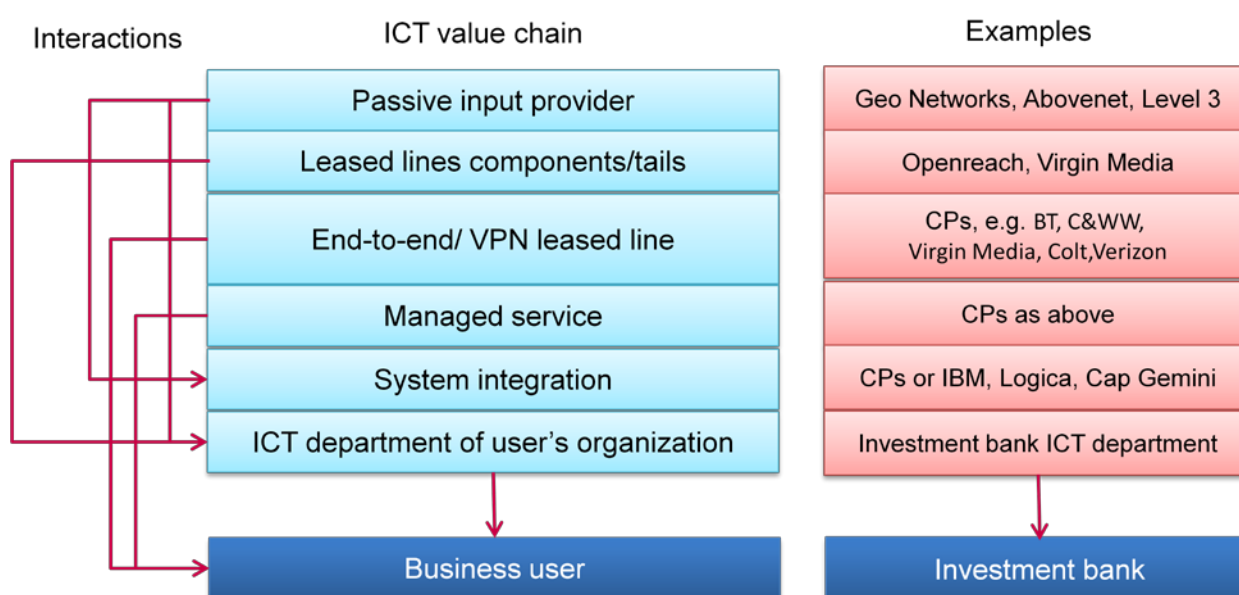 Interactions
ICT value chain
Examples
Passive input provider
Geo Networks, Abovenet, Level 3
Leased lines components/tails
Openreach, Virgin Media
End-to-end/ VPN leased line
CPs, e.g. BT, C&WW,
Virgin Media, Colt,Verizon
Managed service
CPs as above
System integration
CPs or IBM, Logica, Cap Gemini
ICT department of user's organization
Investment bank ICT department
Business user
Investment bank